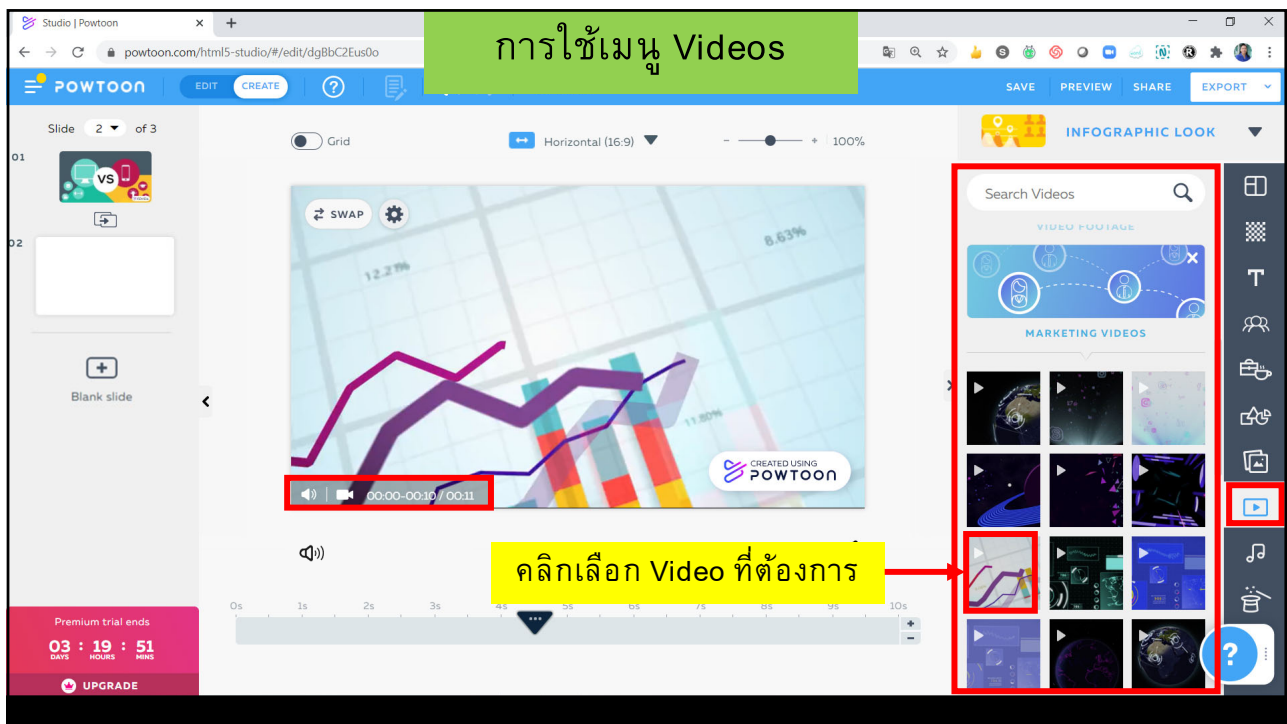 Studio | Powtoon
การใช้เมนู Videos
powtoon.com/html5-studio/#/edit/dgBbC2Eus0o
POWTOON
EDIT
CREATE
SAVE
PREVIEW
SHARE
EXPORT
Slide 2 of 3
Grid
Horizontal (16:9)
- + 100%
INFOGRAPHIC LOOK
01
VS
02
Blank slide
SWAP
12.27%
8.63%
11.80%
CREATED USING
POWTOON
00:00-00:10 / 00:11
Search Videos
VIDEO FOOTAGE
MARKETING VIDEOS
คลิกเลือก Video ที่ต้องการ
0s 1s 2s 3s 4s 5s 6s 7s 8s 9s 10s
+
-
Premium trial ends
03 : 19 : 51
DAYS HOURS MINS
UPGRADE
?